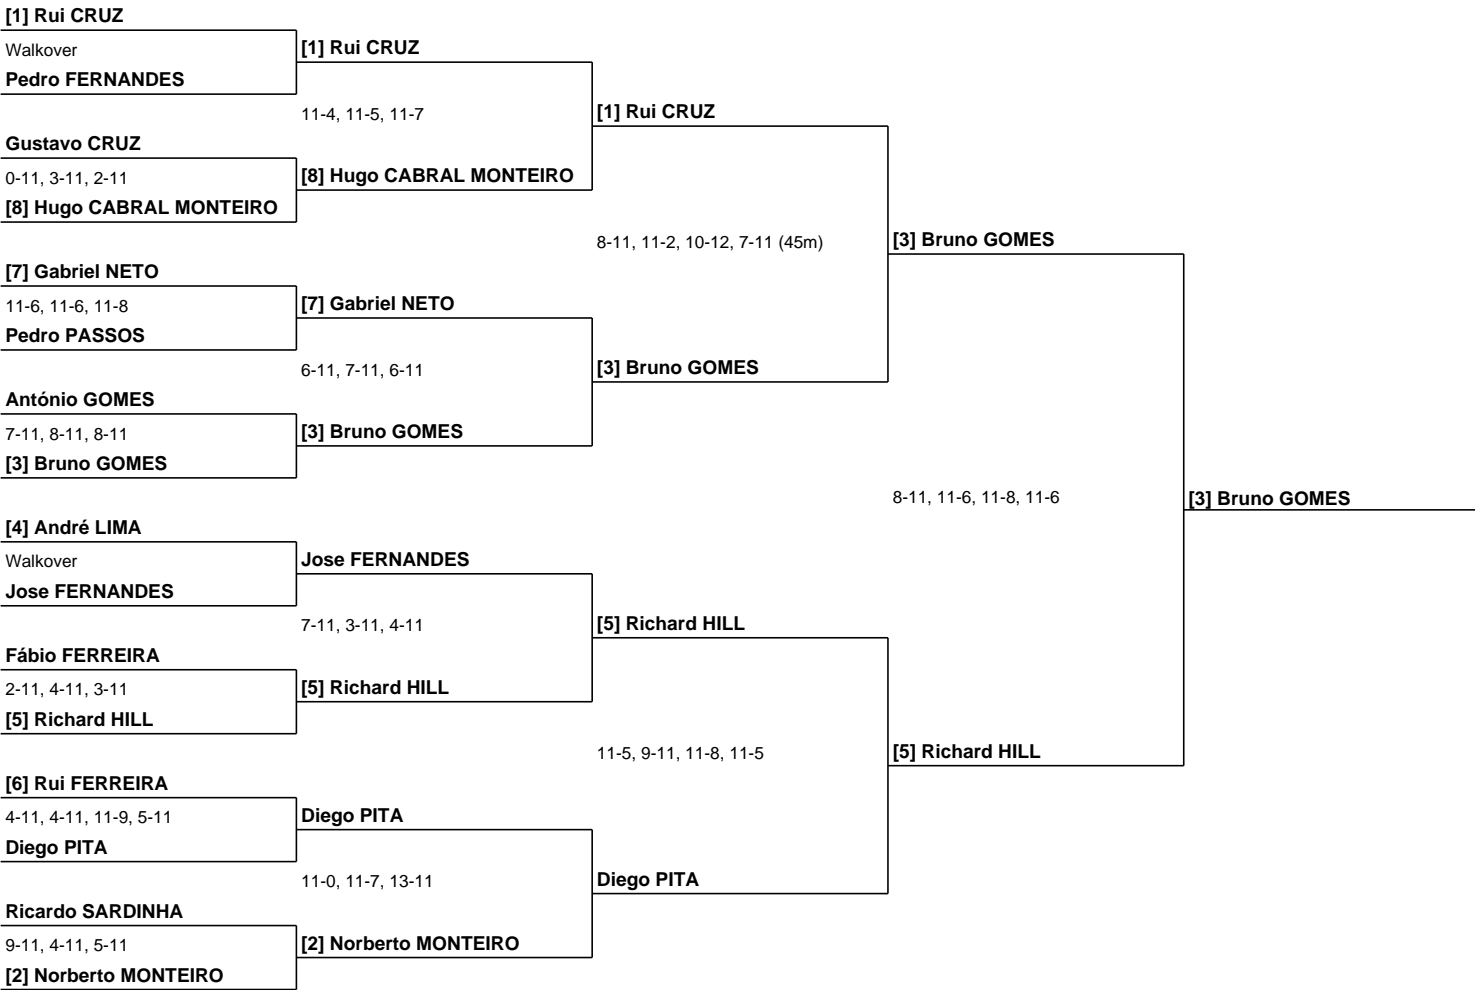 [1] Rui CRUZ
Walkover
Pedro FERNANDES
Gustavo CRUZ
0-11, 3-11, 2-11
[8] Hugo CABRAL MONTEIRO
[7] Gabriel NETO
11-6, 11-6, 11-8
Pedro PASSOS
António GOMES
7-11, 8-11, 8-11
[3] Bruno GOMES
[4] André LIMA
Walkover
Jose FERNANDES
Fábio FERREIRA
2-11, 4-11, 3-11
[5] Richard HILL
[6] Rui FERREIRA
4-11, 4-11, 11-9, 5-11
Diego PITA
Ricardo SARDINHA
9-11, 4-11, 5-11
[2] Norberto MONTEIRO
[1] Rui CRUZ
11-4, 11-5, 11-7
[8] Hugo CABRAL MONTEIRO
[7] Gabriel NETO
6-11, 7-11, 6-11
[3] Bruno GOMES
Jose FERNANDES
7-11, 3-11, 4-11
[5] Richard HILL
Diego PITA
11-0, 11-7, 13-11
[2] Norberto MONTEIRO
[1] Rui CRUZ
8-11, 11-2, 10-12, 7-11 (45m)
[3] Bruno GOMES
[5] Richard HILL
11-5, 9-11, 11-8, 11-5
Diego PITA
[3] Bruno GOMES
8-11, 11-6, 11-8, 11-6
[5] Richard HILL
[3] Bruno GOMES